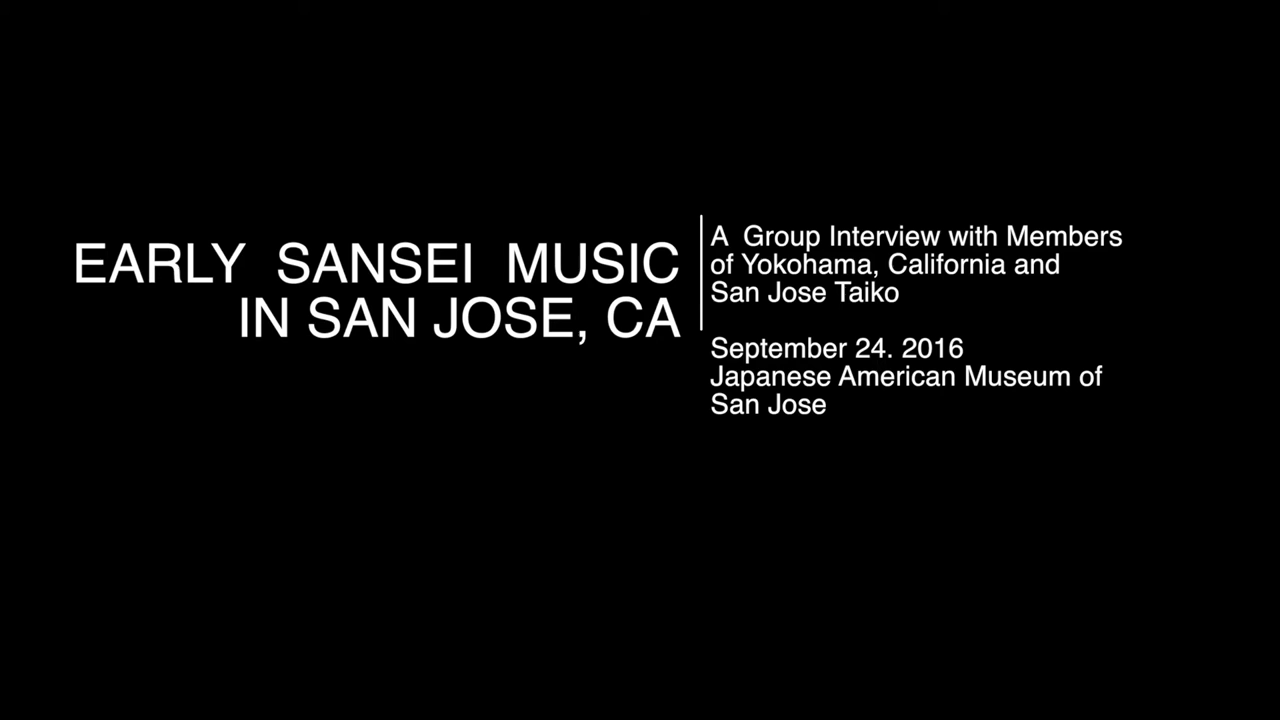 EARLY SANSEI MUSIC
IN SAN JOSE, CA
A Group Interview with Members
of Yokohama, California and
San Jose Taiko
September 24. 2016
Japanese American Museum of
San Jose